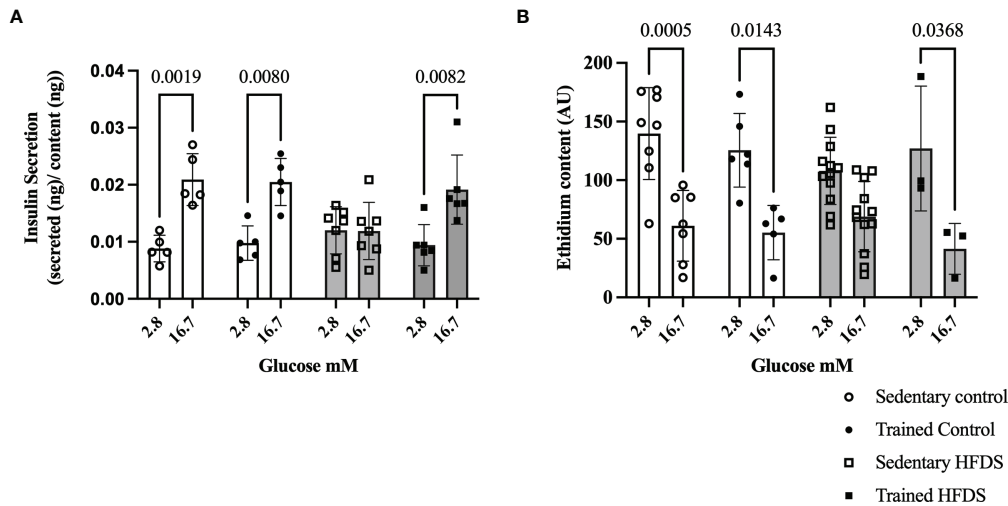 A
0.04
0.03
0.02
0.01
0.00
Insulin Secretion
(secreted (ng)/ content (ng))
0.0019
0.0080
0.0082
2.8
16.7
2.8
16.7
2.8
16.7
2.8
16.7
Glucose mM
B
200
150
100
50
0
Ethidium content (AU)
0.0005
0.0143
0.0368
2.8
16.7
2.8
16.7
2.8
16.7
2.8
16.7
Glucose mM
Sedentary control
Trained Control
Sedentary HFDS
Trained HFDS